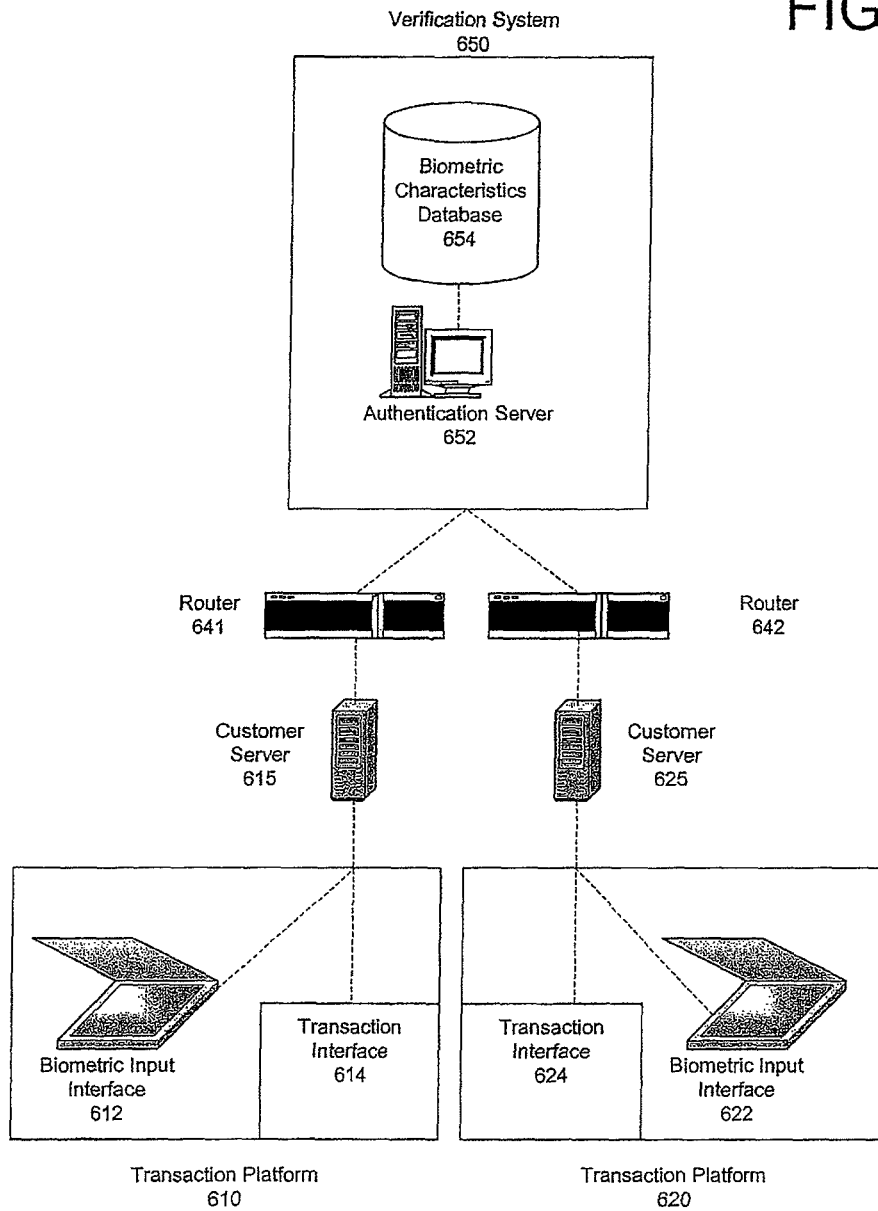 FIG
Verification System
650
Biometric
Characteristics
Database
654
Authentication Server
652
Router
641
Router
642
Customer
Server
615
Customer
Server
625
Transaction
Interface
614
Biometric Input
Interface
612
Transaction
Interface
624
Biometric Input
Interface
622
Transaction Platform
610
Transaction Platform
620